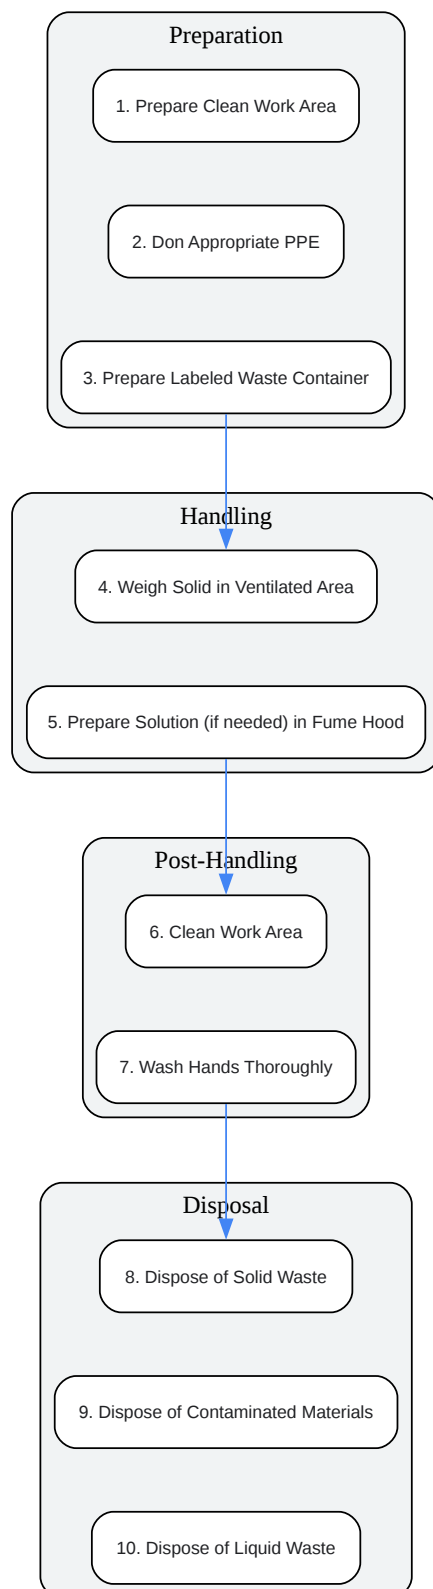 Preparation
1. Prepare Clean Work Area
2. Don Appropriate PPE
3. Prepare Labeled Waste Container
Handling
4. Weigh Solid in Ventilated Area
5. Prepare Solution (if needed) in Fume Hood
Post-Handling
6. Clean Work Area
7. Wash Hands Thoroughly
Disposal
8. Dispose of Solid Waste
9. Dispose of Contaminated Materials
10. Dispose of Liquid Waste